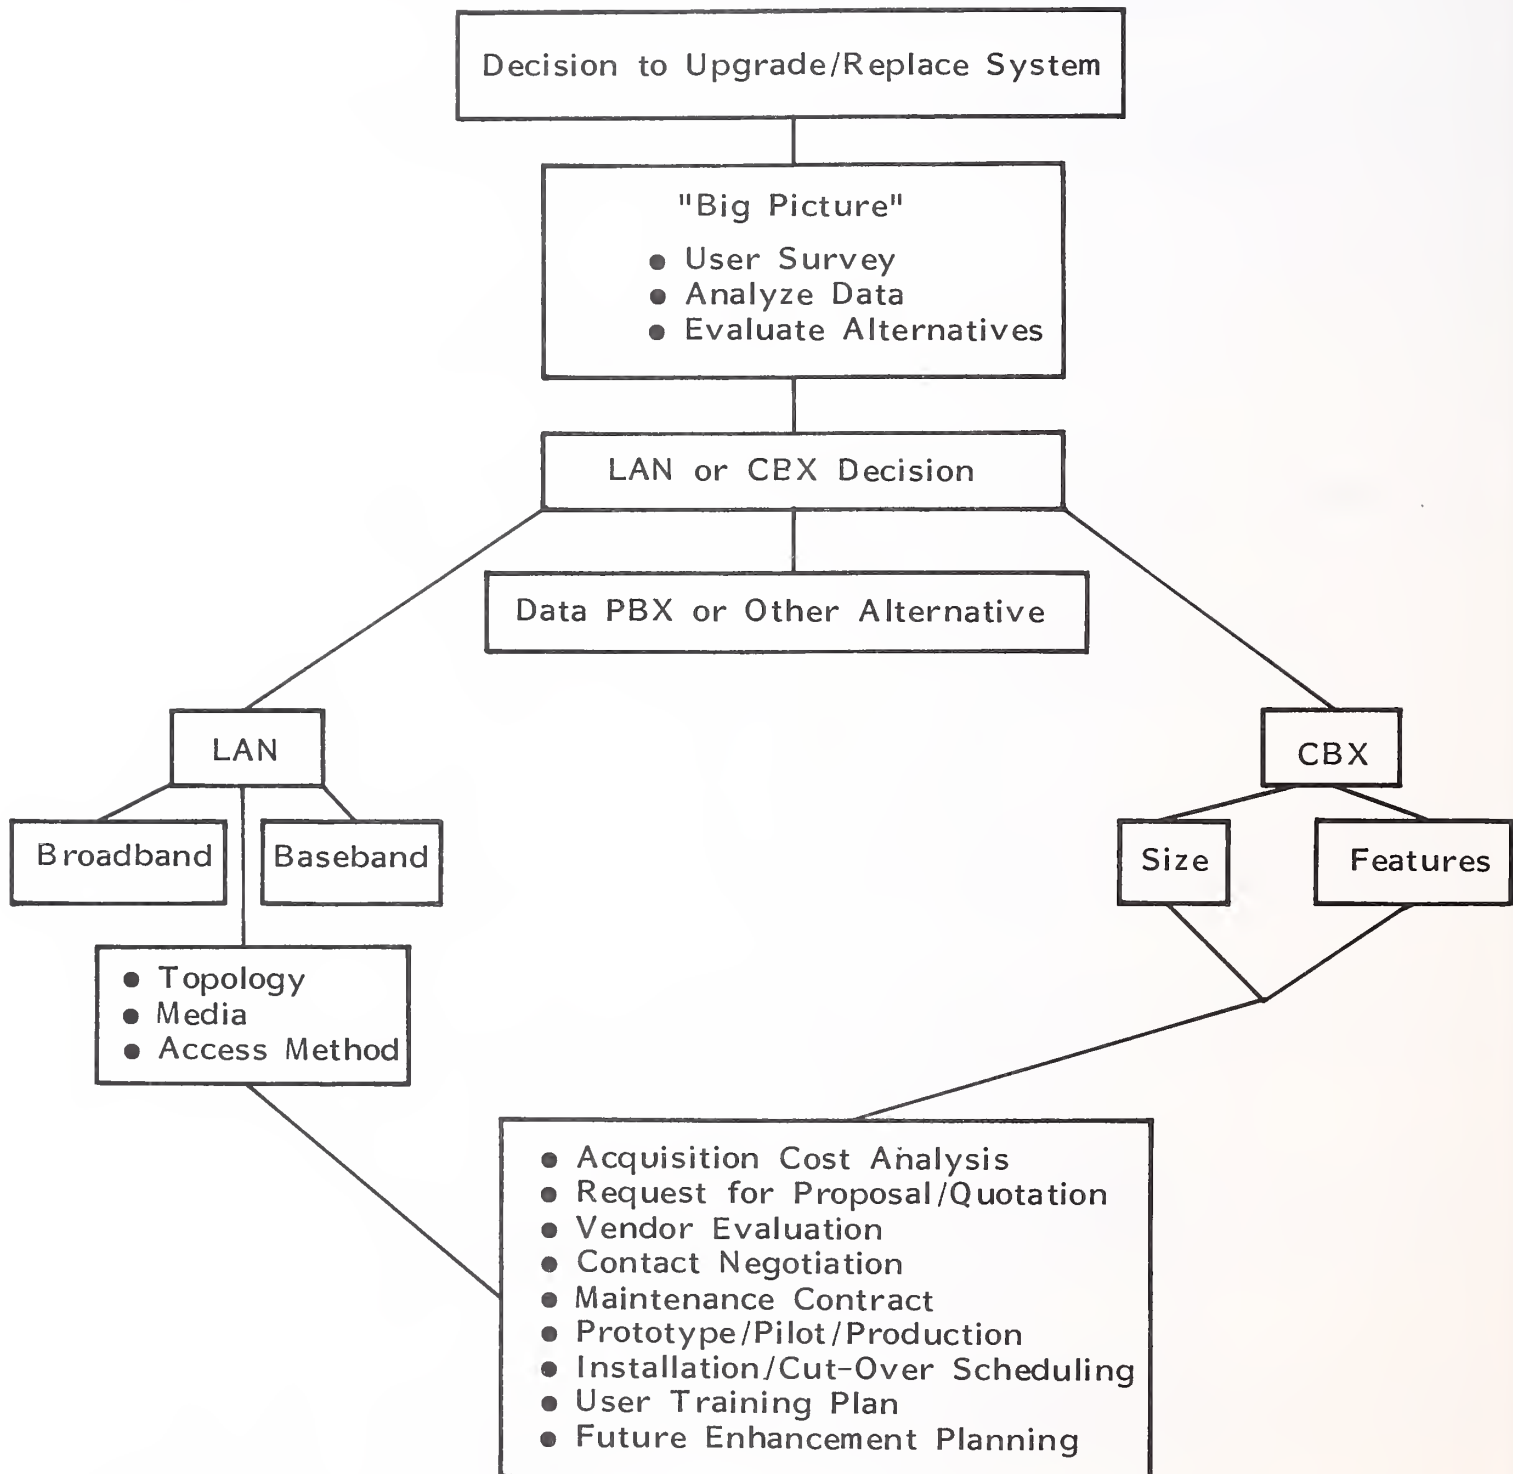 Decision to Upgrade/Replace System
"Big Picture"
● User Survey
● Analyze Data
● Evaluate Alternatives
LAN or CBX Decision
Data PBX or Other Alternative
LAN
CBX
Broadband
Baseband
Size
Features
● Topology
● Media
● Access Method
● Acquisition Cost Analysis
● Request for Proposal/Quotation
● Vendor Evaluation
● Contact Negotiation
● Maintenance Contract
● Prototype/Pilot/Production
● Installation/Cut-Over Scheduling
● User Training Plan
● Future Enhancement Planning